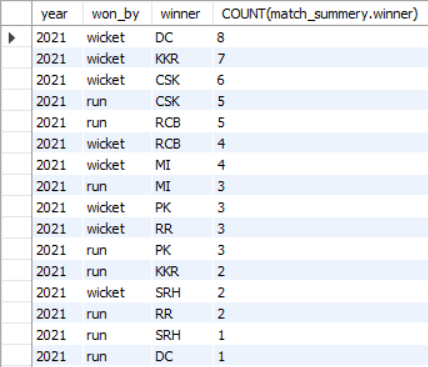 year won_by winner COUNT(match_summery.winner)
2021 wicket DC 8
2021 wicket KKR 7
2021 wicket CSK 6
2021 run CSK 5
2021 run RCB 5
2021 wicket RCB 4
2021 wicket MI 4
2021 run MI 3
2021 wicket PK 3
2021 wicket RR 3
2021 run PK 3
2021 run KKR 2
2021 wicket SRH 2
2021 run RR 2
2021 run SRH 1
2021 run DC 1